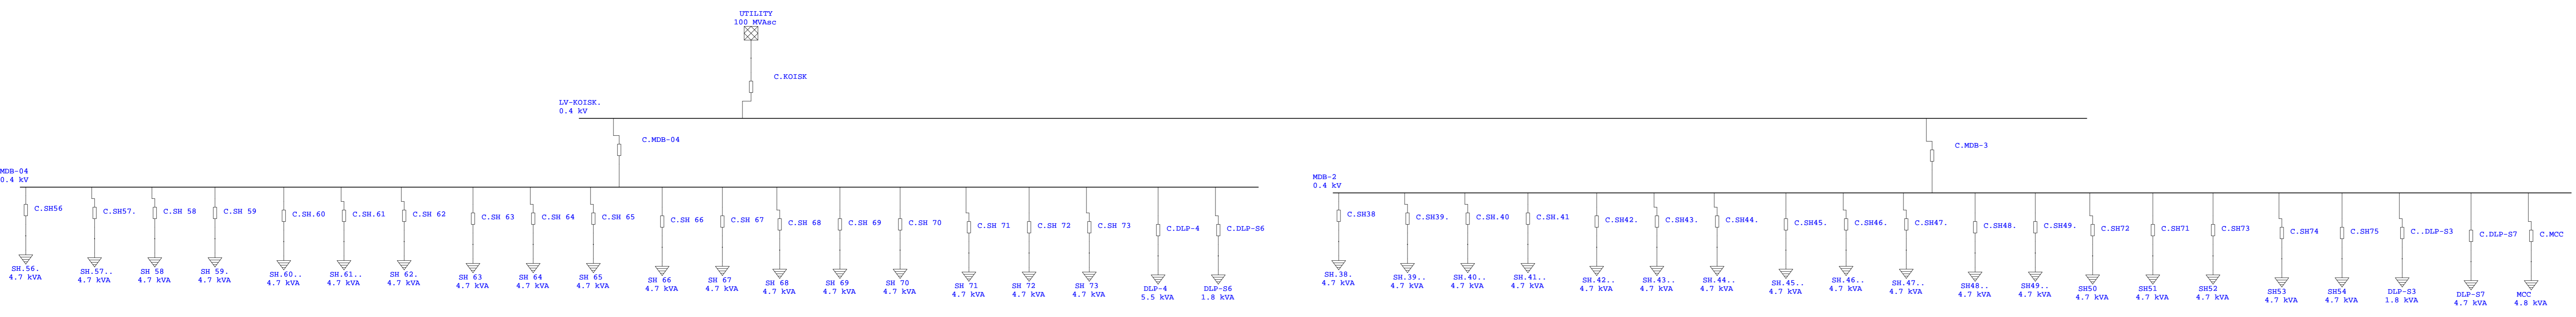 UTILITY
100 MVAsc
C.KOISK
LV-KOISK.
0.4 kV
C.MDB-04
C.MDB-3
MDB-04
0.4 kV
MDB-2
0.4 kV
C.SH56
C.SH57.
C.SH 58
C.SH 59
C.SH.60
C.SH.61
C.SH 62
C.SH 63
C.SH 64
C.SH 65
C.SH 66
C.SH 67
C.SH 68
C.SH 69
C.SH 70
C.SH 71
C.SH 72
C.SH 73
C.DLP-4
C.DLP-S6
SH.56.
4.7 kVA
SH.57..
4.7 kVA
SH 58
4.7 kVA
SH 59.
4.7 kVA
SH.60..
4.7 kVA
SH.61..
4.7 kVA
SH 62.
4.7 kVA
SH 63
4.7 kVA
SH 64
4.7 kVA
SH 65
4.7 kVA
SH 66
4.7 kVA
SH 67
4.7 kVA
SH 68
4.7 kVA
SH 69
4.7 kVA
SH 70
4.7 kVA
SH 71
4.7 kVA
SH 72
4.7 kVA
SH 73
4.7 kVA
DLP-4
5.5 kVA
DLP-S6
1.8 kVA
C.SH38
C.SH39.
C.SH.40
C.SH.41
C.SH42.
C.SH43.
C.SH44.
C.SH45.
C.SH46.
C.SH47.
C.SH48.
C.SH49.
C.SH72
C.SH71
C.SH73
C.SH74
C.SH75
C..DLP-S3
C.DLP-S7
C.MCC
SH.38.
4.7 kVA
SH.39..
4.7 kVA
SH.40..
4.7 kVA
SH.41..
4.7 kVA
SH.42..
4.7 kVA
SH.43..
4.7 kVA
SH.44..
4.7 kVA
SH.45..
4.7 kVA
SH.46..
4.7 kVA
SH.47..
4.7 kVA
SH48..
4.7 kVA
SH49..
4.7 kVA
SH50
4.7 kVA
SH51
4.7 kVA
SH52
4.7 kVA
SH53
4.7 kVA
SH54
4.7 kVA
DLP-S3
1.8 kVA
DLP-S7
4.7 kVA
MCC
4.8 kVA